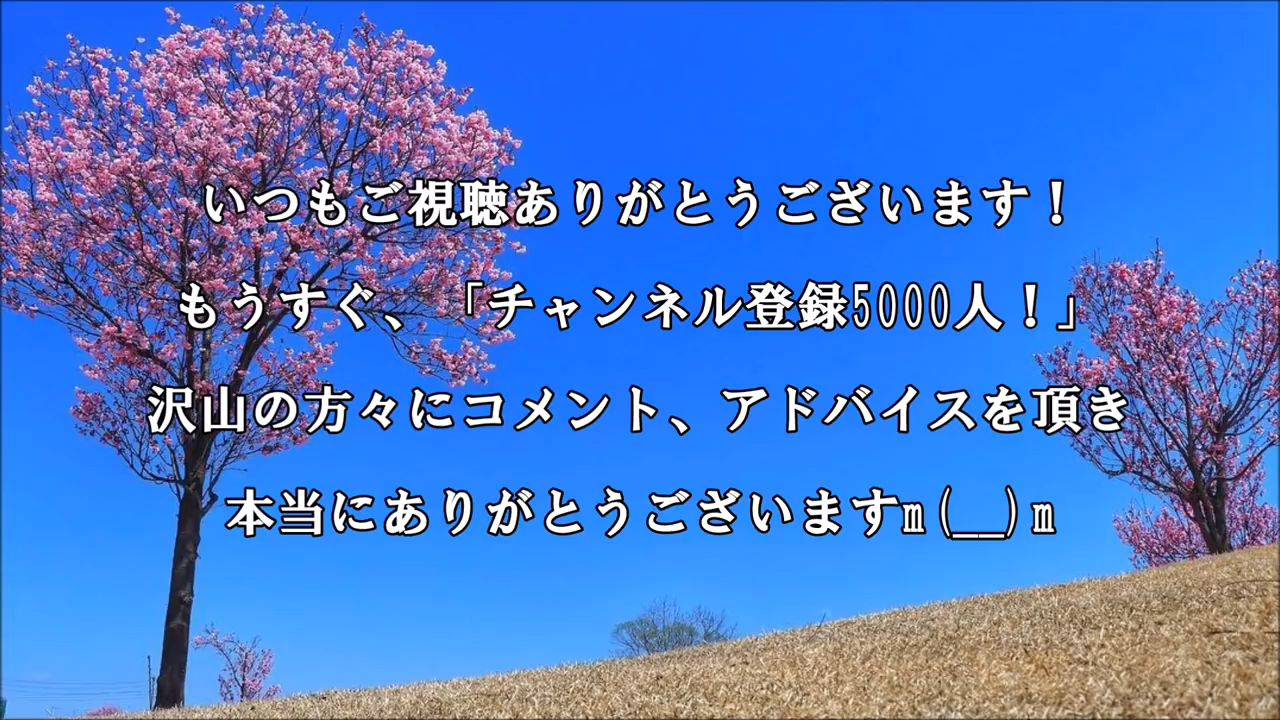 いつもご視聴ありがとうございます！
もうすぐ、「チャンネル登録5000人！」
沢山の方々にコメント、アドバイスを頂き
本当にありがとうございますm(__)m